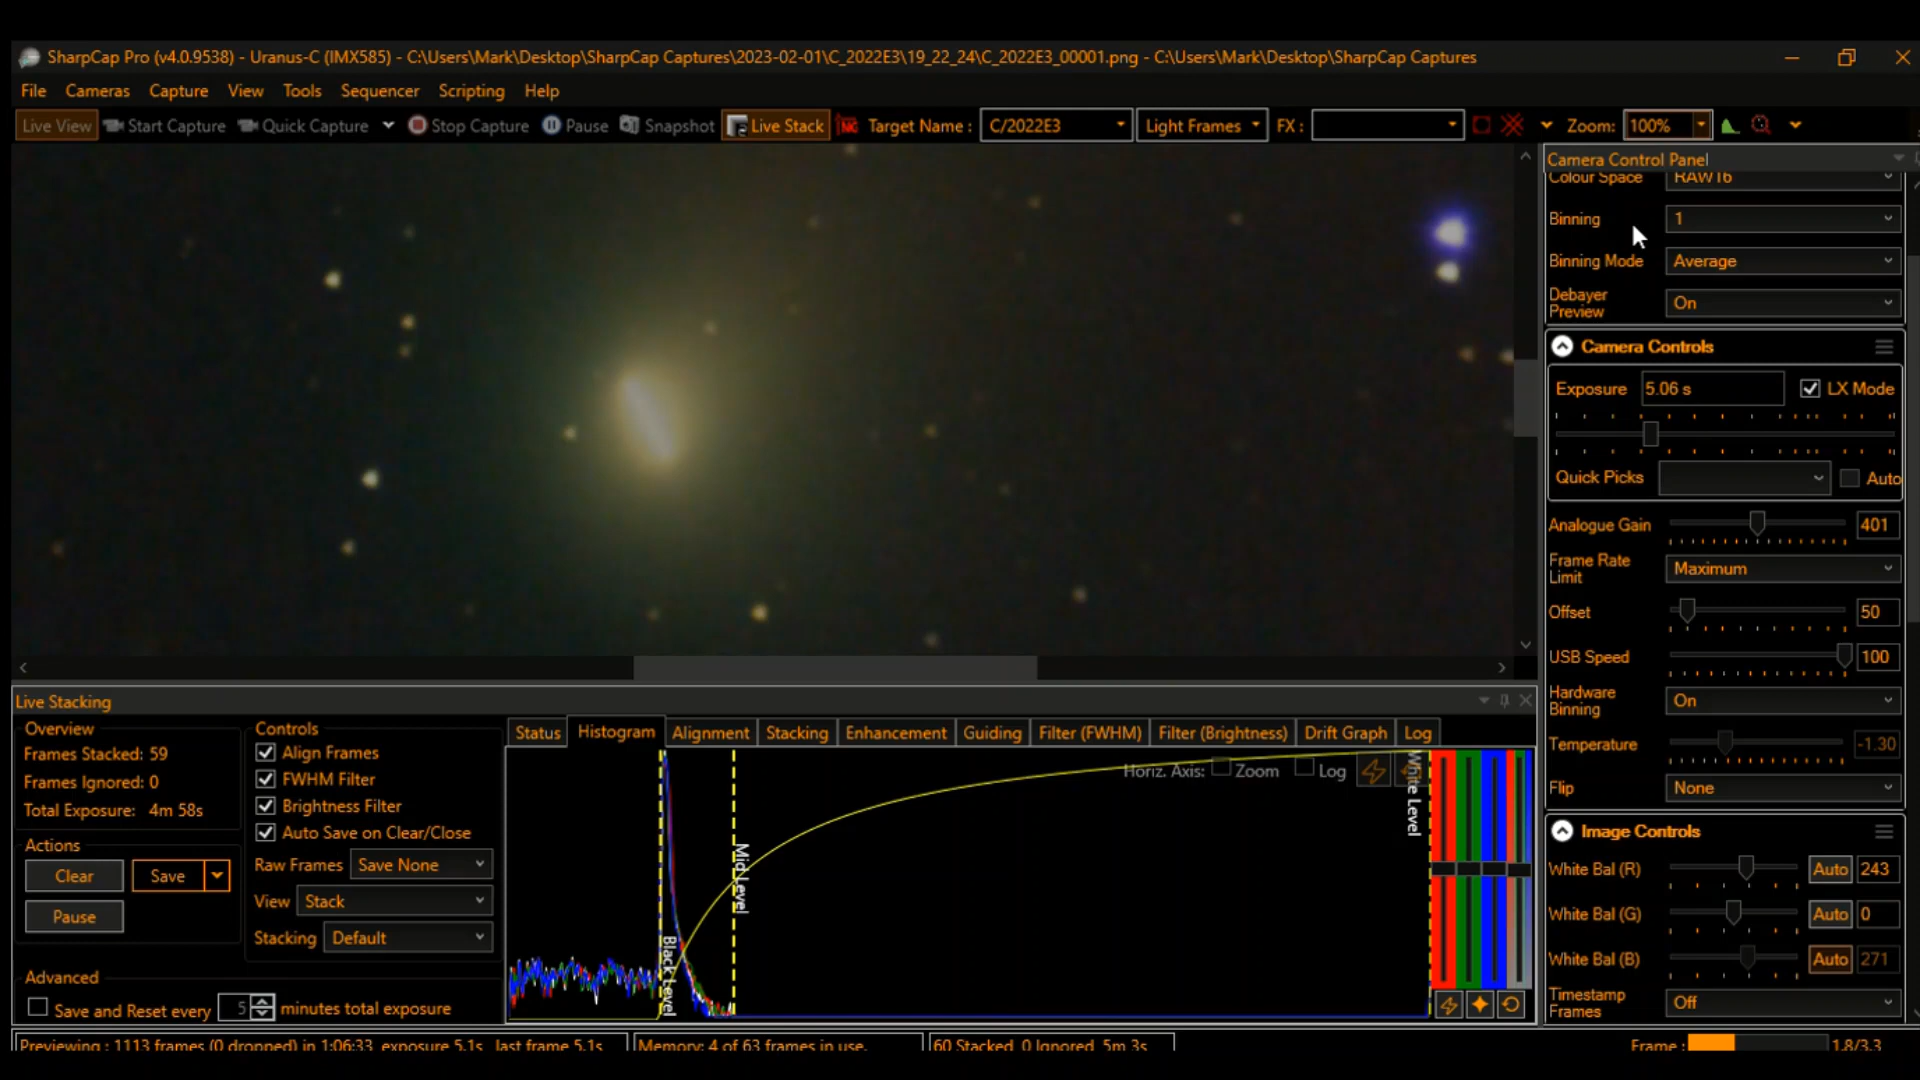 SharpCap Pro (v4.0.9538) - Uranus-C (IMX585) - C:\Users\Mark\Desktop\SharpCap Captures\2023-02-01\C_2022E3\19_22_24\C_2022E3_00001.png - C:\Users\Mark\Desktop\SharpCap Captures
File Cameras Capture View Tools Sequencer Scripting Help
Live View Start Capture Quick Capture Stop Capture Pause Snapshot Live Stack Target Name : C/2022E3 Light Frames FX : Zoom: 100%
Camera Control Panel
Colour Space RAW16
Binning 1
Binning Mode Average
Debayer Preview On
Camera Controls
Exposure 5.06 s LX Mode
Quick Picks Auto
Analogue Gain 401
Frame Rate Limit Maximum
Offset 50
USB Speed 100
Hardware Binning On
Temperature -1.30
Flip None
Image Controls
White Bal (R) Auto 243
White Bal (G) Auto 0
White Bal (B) Auto 271
Timestamp Frames Off
Live Stacking
Overview
Frames Stacked: 59
Frames Ignored: 0
Total Exposure: 4m 58s
Actions
Clear Save
Pause
Controls
Align Frames
FWHM Filter
Brightness Filter
Auto Save on Clear/Close
Raw Frames Save None
View Stack
Stacking Default
Advanced
Save and Reset every 5 minutes total exposure
Status Histogram Alignment Stacking Enhancement Guiding Filter (FWHM) Filter (Brightness) Drift Graph Log
Horiz. Axis: Zoom Log
Black Level
Mid Level
White Level
Previewing : 1113 frames (0 dropped) in 1:06:33, exposure 5.1s, last frame 5.1s Memory: 4 of 63 frames in use. 60 Stacked, 0 Ignored, 5m 3s Frame : 1.8/3.3